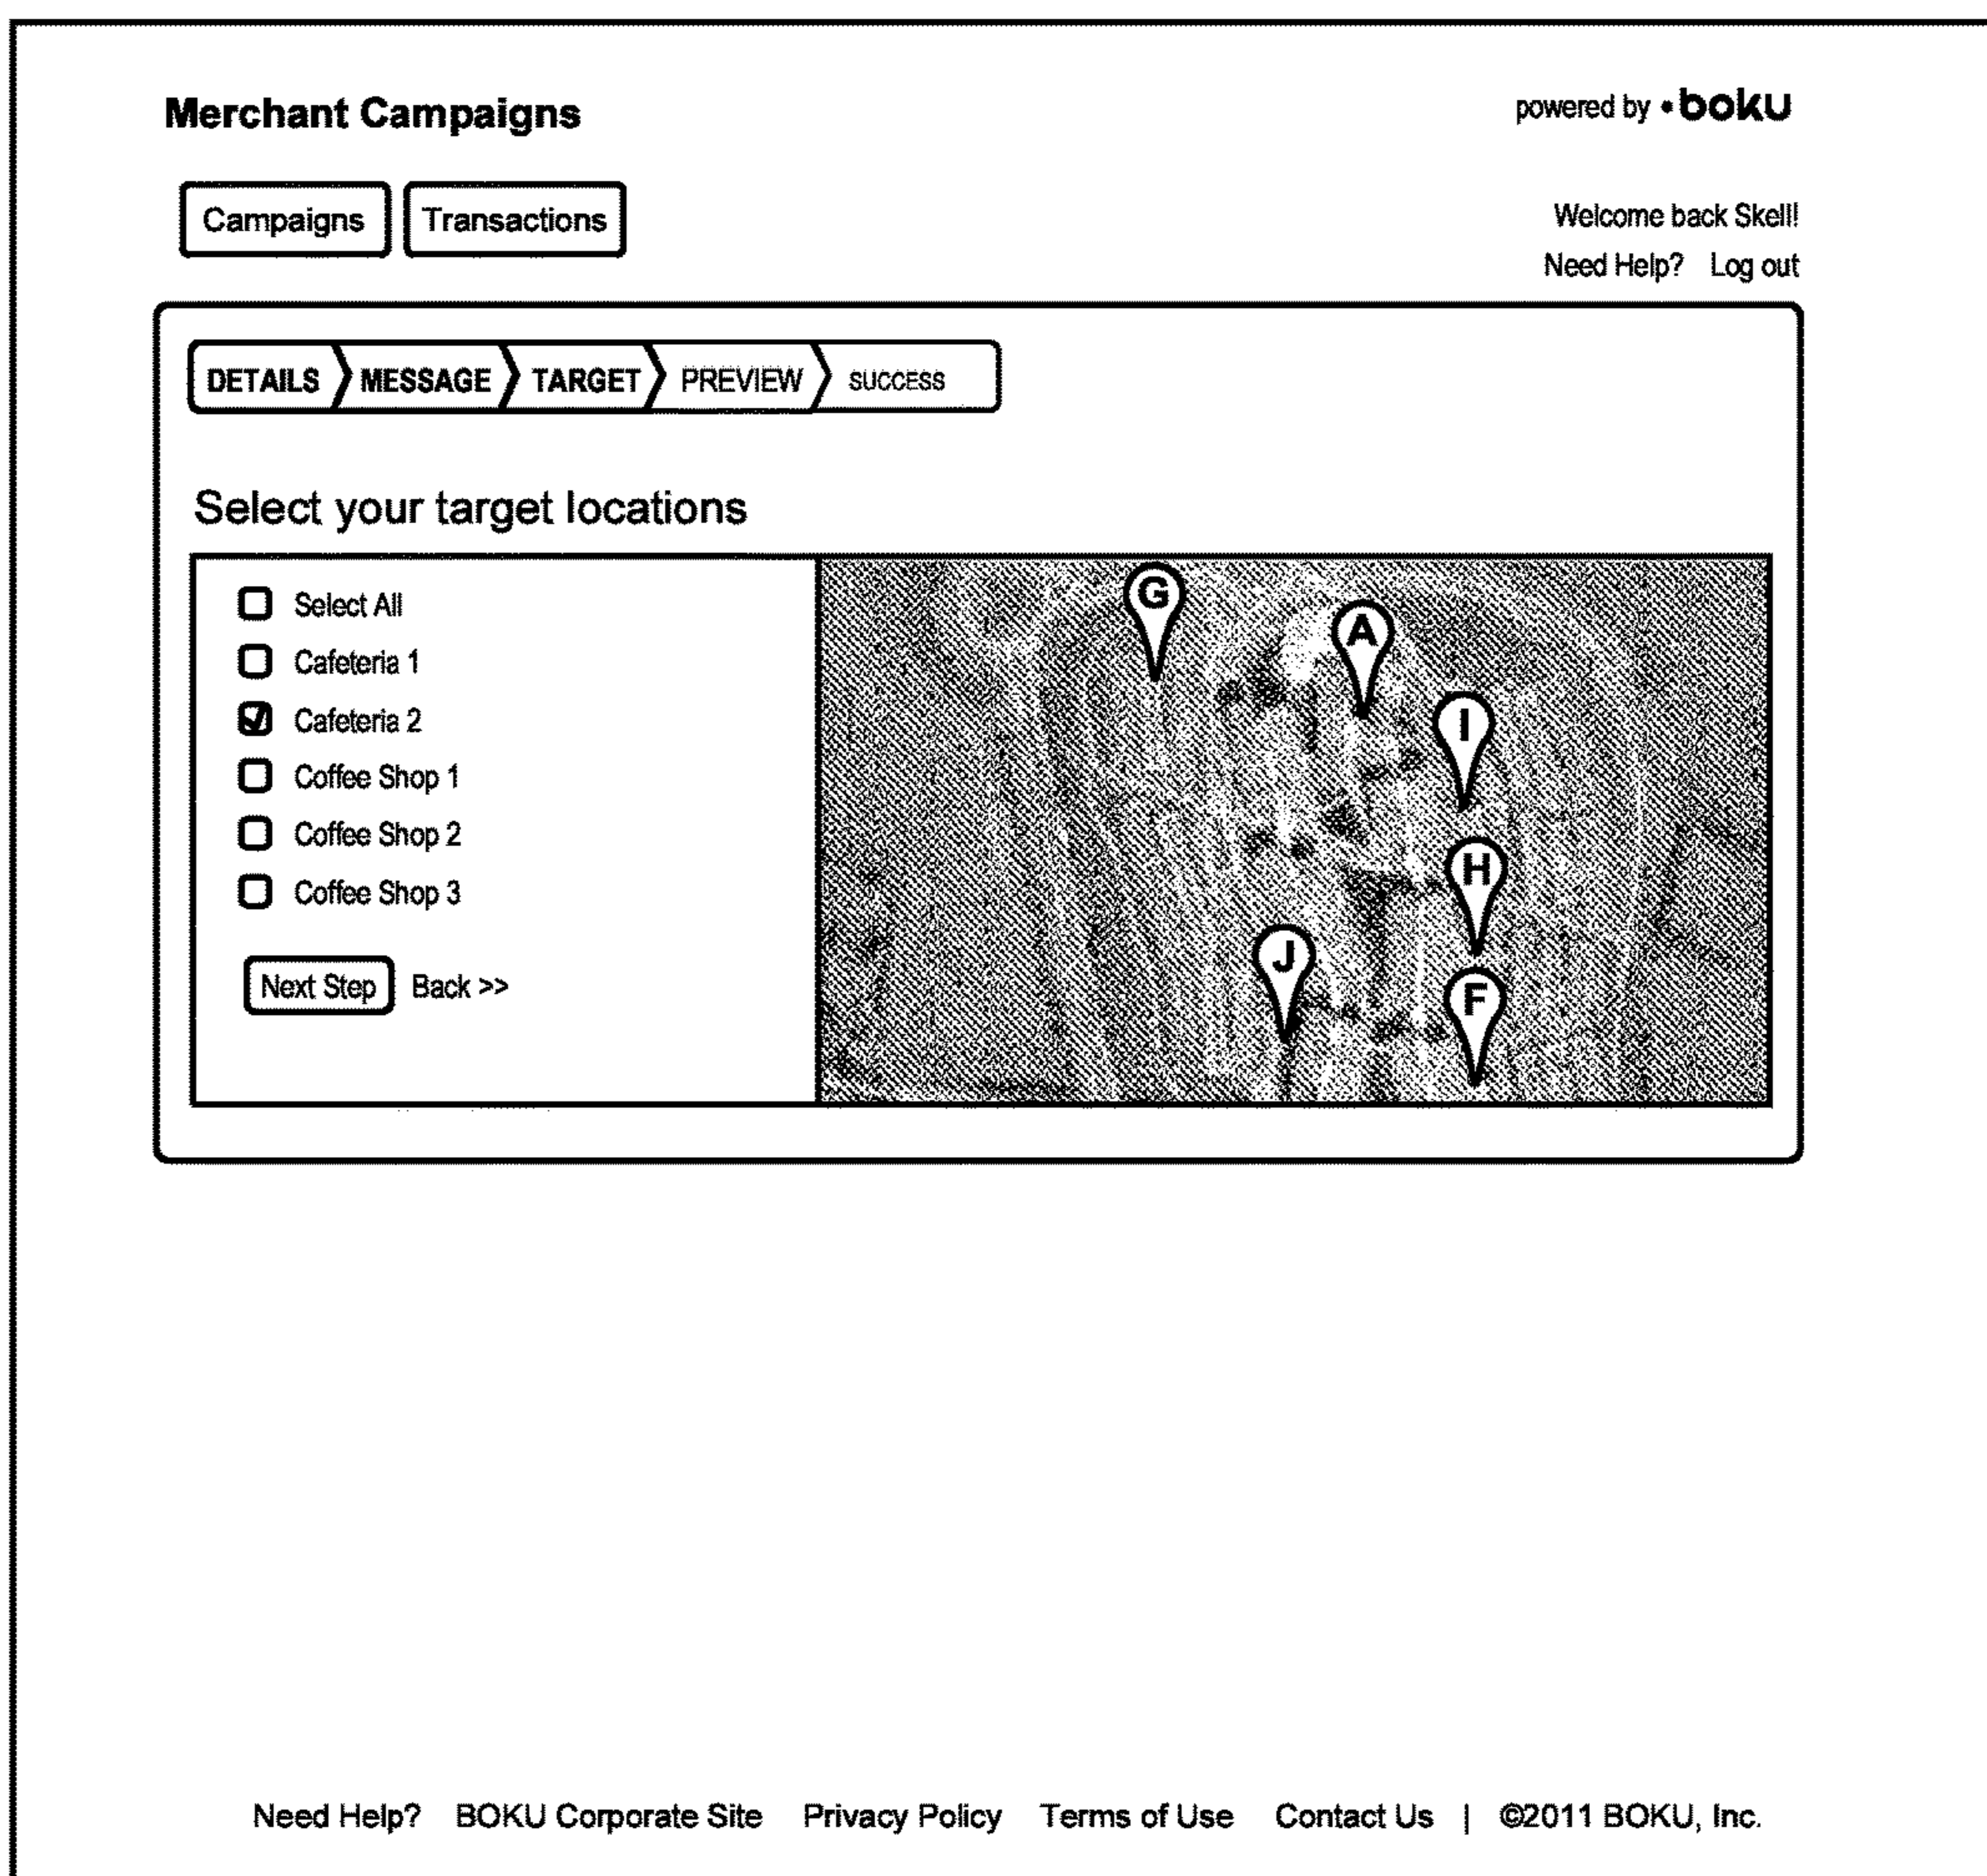 Merchant Campaigns
powered by • boku
Campaigns Transactions
Welcome back Skell!
Need Help? Log out
DETAILS MESSAGE TARGET PREVIEW SUCCESS
Select your target locations
Select All
Cafeteria 1
Cafeteria 2
Coffee Shop 1
Coffee Shop 2
Coffee Shop 3
Next Step Back >>
G
A
I
H
J
F
Need Help? BOKU Corporate Site Privacy Policy Terms of Use Contact Us | ©2011 BOKU, Inc.